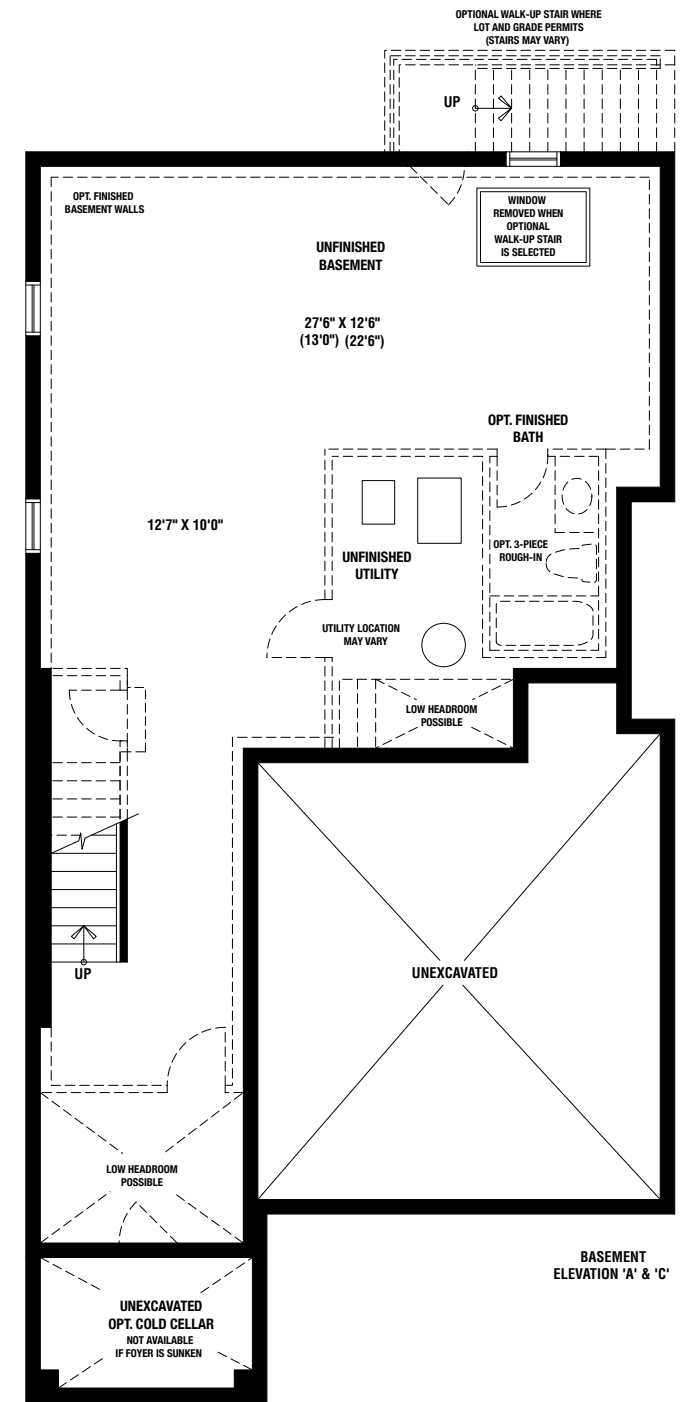 OPTIONAL WALK-UP STAIR WHERE
LOT AND GRADE PERMITS
(STAIRS MAY VARY)
UP
OPT. FINISHED
BASEMENT WALLS
WINDOW
REMOVED WHEN
OPTIONAL
WALK-UP STAIR
IS SELECTED
UNFINISHED
BASEMENT
27'6" X 12'6"
(13'0") (22'6")
OPT. FINISHED
BATH
12'7" X 10'0"
OPT. 3-PIECE
ROUGH-IN
UNFINISHED
UTILITY
UTILITY LOCATION
MAY VARY
LOW HEADROOM
POSSIBLE
UP
UNEXCAVATED
LOW HEADROOM
POSSIBLE
BASEMENT
ELEVATION 'A' & 'C'
UNEXCAVATED
OPT. COLD CELLAR
NOT AVAILABLE
IF FOYER IS SUNKEN